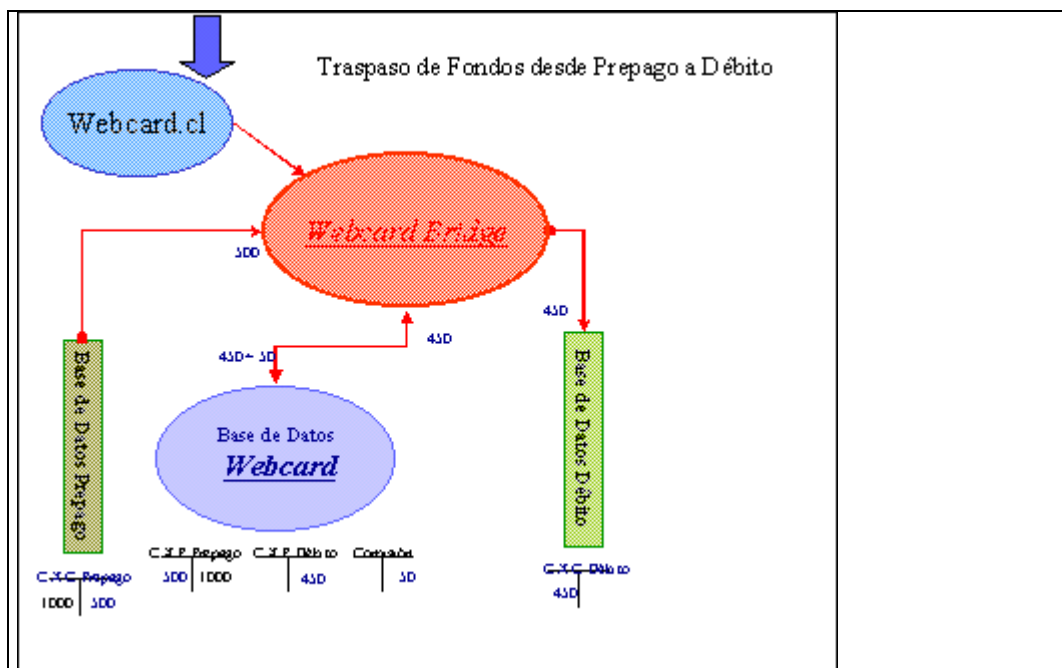 Traspaso de Fondos desde Prepago a Débito
Webcard.cl
Webcard Bridge
500
450
450
450+ 50
Base de Datos Prepago
Base de Datos
Webcard
Base de Datos Débito
C.X.P. Prepago C.X.P. Débito Comisión
500 1000 450 50
C.X.C. Prepago
1000 500
C.X.C. Débito
450